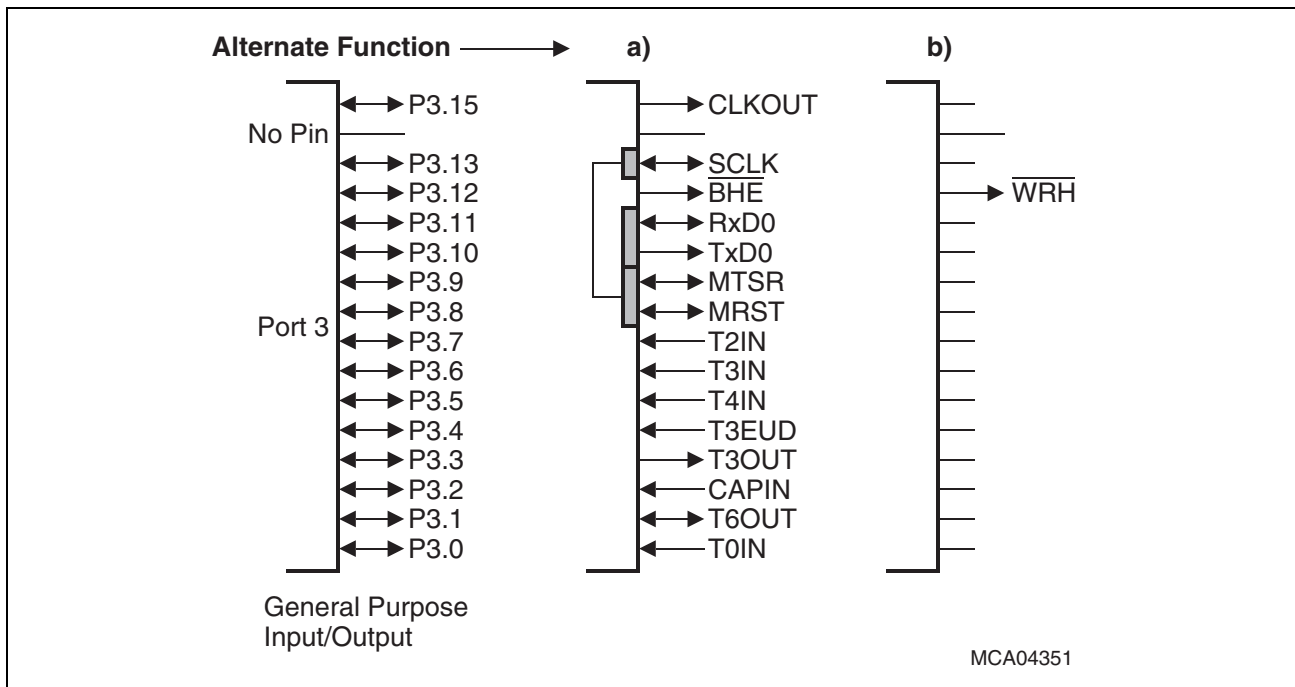 Alternate Function a) b)
P3.15 CLKOUT
No Pin
P3.13 SCLK
P3.12 B̅H̅E̅ W̅R̅H̅
P3.11 RxD0
P3.10 TxD0
P3.9 MTSR
P3.8 MRST
Port 3
P3.7 T2IN
P3.6 T3IN
P3.5 T4IN
P3.4 T3EUD
P3.3 T3OUT
P3.2 CAPIN
P3.1 T6OUT
P3.0 T0IN
General Purpose
Input/Output
MCA04351